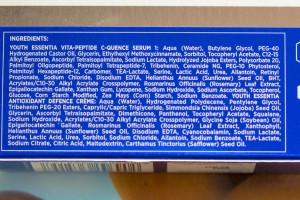 INGREDIENTS:
YOUTH ESSENTIA VITA-PEPTIDE C-QUENCE SERUM 1: Aqua (Water), Butylene Glycol, PEG-40
Hydrogenated Castor Oil, Glycerin, Ethylhexyl Methoxycinnamate, Sorbitol, Tocopheryl Acetate, C12-15
Alkyl Benzoate, Ascorbyl Tetraisopalmitate, Sodium Lactate, Hydrolyzed Jojoba Esters, Polysorbate 20,
Palmitoyl Oligopeptide, Palmitoyl Tetrapeptide-7, Tribehenin, Ceramide NG, PEG-10 Phytosterol,
Palmitoyl Hexapeptide-12, Carbomer, TEA-Lactate, Serine, Lactic Acid, Urea, Allantoin, Retinyl
Propionate, Sodium Chloride, Disodium EDTA, Helianthus Annuus (Sunflower) Seed Oil, BHT,
Acrylates/C10-30 Alkyl Acrylate Crosspolymer, Rosmarinus Officinalis (Rosemary) Leaf Extract,
Epigallocatechin Gallate, Xanthan Gum, Lycopene, Sodium Hydroxide, Sodium Ascorbate, Tocopherol,
Glucose, Corn Starch Modified, Zea Mays (Corn) Starch, Sodium Benzoate. YOUTH ESSENTIA
ANTIOXIDANT DEFENCE CRÈME: Aqua (Water), Hydrogenated Polydecene, Pentylene Glycol,
Tribehenin PEG-20 Esters, Caprylic/Capric Triglyceride, Simmondsia Chinensis (Jojoba) Seed Oil,
Glycerin, Ascorbyl Tetraisopalmitate, Dimethicone, Panthenol, Tocopheryl Acetate, Squalane,
Sodium Hydroxide, Acrylates/C10-30 Alkyl Acrylate Crosspolymer, Glycine Soja (Soybean) Oil,
Epigallocatechin Gallate, Rosmarinus Officinalis (Rosemary) Leaf Extract, Xanthophyll,
Helianthus Annuus (Sunflower) Seed Oil, Disodium EDTA, Cyanocobalamin, Sodium Lactate,
Serine, Lactic Acid, Urea, Sorbitol, Sodium Chloride, Allantoin, Sodium Benzoate, TEA-Lactate,
Sodium Citrate, Citric Acid, Maltodextrin, Carthamus Tinctorius (Safflower) Seed Oil.